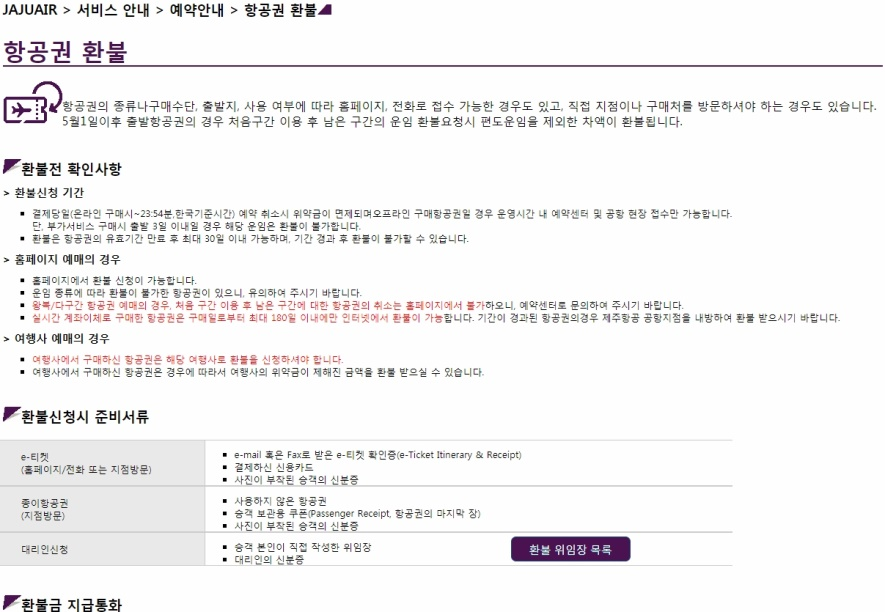 JAJUAIR > 서비스 안내 > 예약안내 > 항공권 환불
항공권 환불
항공권의 종류나구매수단, 출발지, 사용 여부에 따라 홈페이지, 전화로 접수 가능한 경우도 있고, 직접 지점이나 구매처를 방문하셔야 하는 경우도 있습니다.
5월1일이후 출발항공권의 경우 처음구간 이용 후 남은 구간의 운임 환불요청시 편도운임을 제외한 차액이 환불됩니다.
환불전 확인사항
> 환불신청 기간
▪ 결제당일(온라인 구매시~23:54분,한국기준시간) 예약 취소시 위약금이 면제되며오프라인 구매항공권일 경우 운영시간 내 예약센터 및 공항 현장 접수만 가능합니다.
단, 부가서비스 구매시 출발 3일 이내일 경우 해당 운임은 환불이 불가합니다.
▪ 환불은 항공권의 유효기간 만료 후 최대 30일 이내 가능하며, 기간 경과 후 환불이 불가할 수 있습니다.
> 홈페이지 예매의 경우
▪ 홈페이지에서 환불 신청이 가능합니다.
▪ 운임 종류에 따라 환불이 불가한 항공권이 있으니, 유의하여 주시기 바랍니다.
▪ 왕복/다구간 항공권 예매의 경우, 처음 구간 이용 후 남은 구간에 대한 항공권의 취소는 홈페이지에서 불가하오니, 예약센터로 문의하여 주시기 바랍니다.
▪ 실시간 계좌이체로 구매한 항공권은 구매일로부터 최대 180일 이내에만 인터넷에서 환불이 가능합니다. 기간이 경과된 항공권의경우 제주항공 공항지점을 내방하여 환불 받으시기 바랍니다.
> 여행사 예매의 경우
▪ 여행사에서 구매하신 항공권은 해당 여행사로 환불을 신청하셔야 합니다.
▪ 여행사에서 구매하신 항공권은 경우에 따라서 여행사의 위약금이 제해진 금액을 환불 받으실 수 있습니다.
환불신청시 준비서류
e-티켓
(홈페이지/전화 또는 지점방문)
▪ e-mail 혹은 Fax로 받은 e-티켓 확인증(e-Ticket Itinerary & Receipt)
▪ 결제하신 신용카드
▪ 사진이 부착된 승객의 신분증
종이항공권
(지점방문)
▪ 사용하지 않은 항공권
▪ 승객 보관용 쿠폰(Passenger Receipt, 항공권의 마지막 장)
▪ 사진이 부착된 승객의 신분증
대리인신청
▪ 승객 본인이 직접 작성한 위임장
▪ 대리인의 신분증
환불 위임장 목록
환불금 지급통화